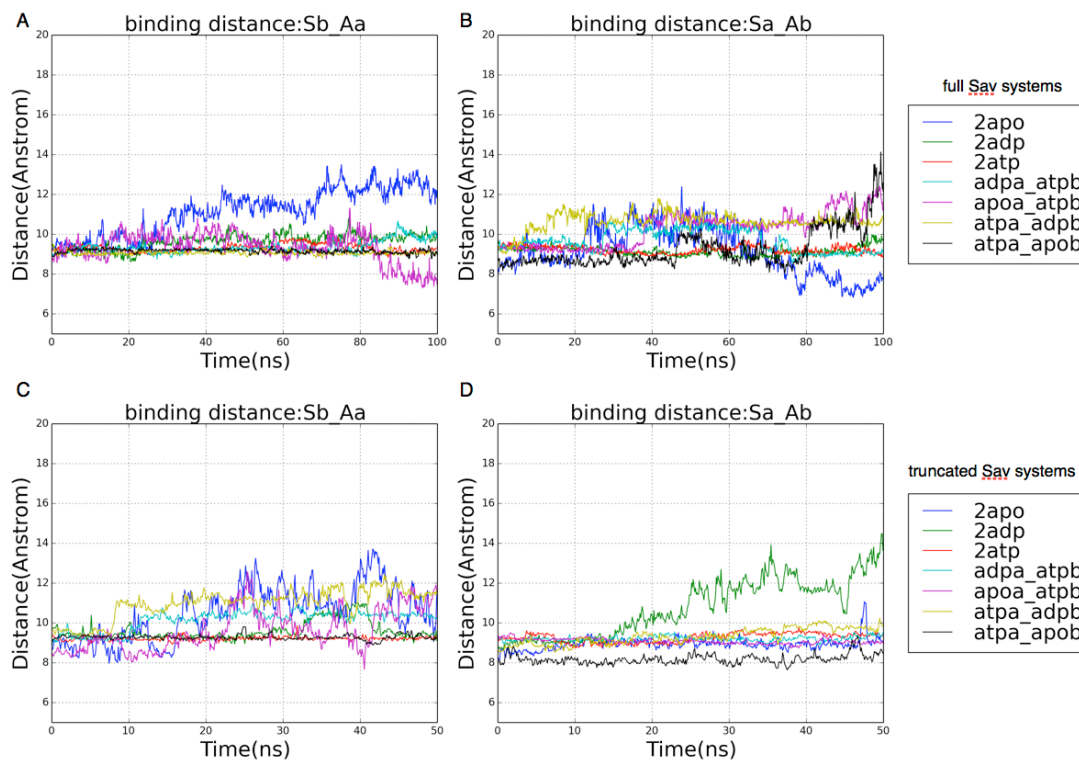 A
binding distance:Sb_Aa
20
18
16
14
12
10
8
6
Distance(Anstrom)
0 20 40 60 80 100
Time(ns)
B
binding distance:Sa_Ab
20
18
16
14
12
10
8
6
Distance(Anstrom)
0 20 40 60 80 100
Time(ns)
full Sav systems
2apo
2adp
2atp
adpa_atpb
apoa_atpb
atpa_adpb
atpa_apob
C
binding distance:Sb_Aa
20
18
16
14
12
10
8
6
Distance(Anstrom)
0 10 20 30 40 50
Time(ns)
D
binding distance:Sa_Ab
20
18
16
14
12
10
8
6
Distance(Anstrom)
0 10 20 30 40 50
Time(ns)
truncated Sav systems
2apo
2adp
2atp
adpa_atpb
apoa_atpb
atpa_adpb
atpa_apob